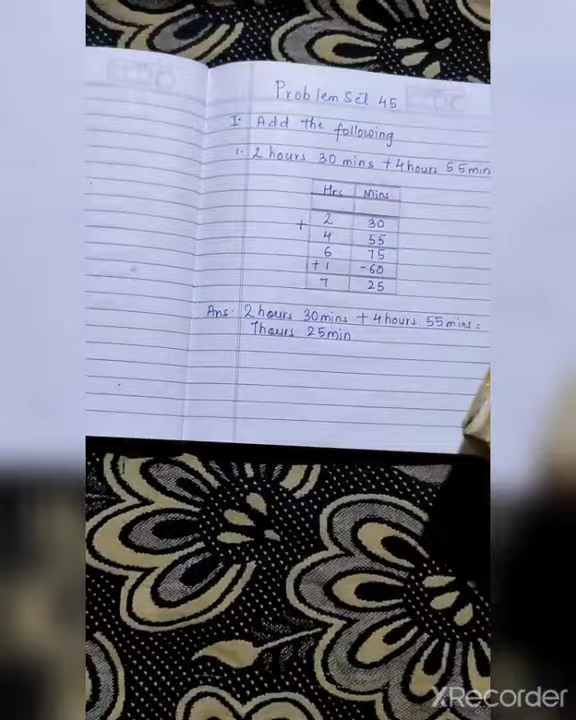 Problem Set 45
I. Add the following
1. 2 hours 30 mins + 4 hours 55 min
Hrs Mins
+ 2 30
4 55
6 75
+1 -60
7 25
Ans. 2 hours 30 mins + 4 hours 55 mins =
7 hours 25 min
XRecorder